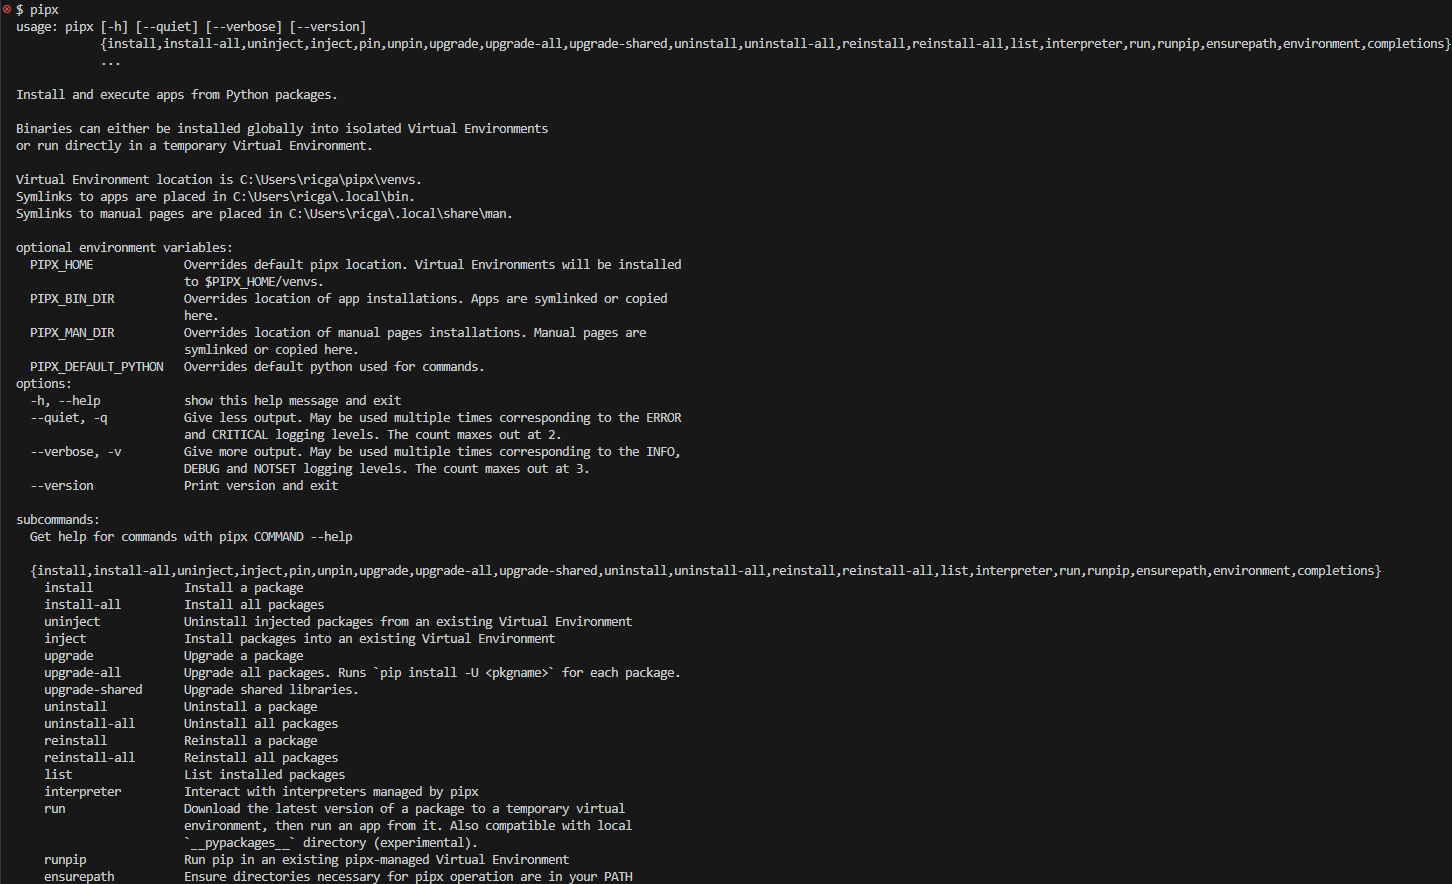 $ pipx
usage: pipx [-h] [--quiet] [--verbose] [--version]
            {install,install-all,uninject,inject,pin,unpin,upgrade,upgrade-all,upgrade-shared,uninstall,uninstall-all,reinstall,reinstall-all,list,interpreter,run,runpip,ensurepath,environment,completions}
            ...

Install and execute apps from Python packages.

Binaries can either be installed globally into isolated Virtual Environments
or run directly in a temporary Virtual Environment.

Virtual Environment location is C:\Users\ricga\pipx\venvs.
Symlinks to apps are placed in C:\Users\ricga\.local\bin.
Symlinks to manual pages are placed in C:\Users\ricga\.local\share\man.

optional environment variables:
  PIPX_HOME             Overrides default pipx location. Virtual Environments will be installed
                        to $PIPX_HOME/venvs.
  PIPX_BIN_DIR          Overrides location of app installations. Apps are symlinked or copied
                        here.
  PIPX_MAN_DIR          Overrides location of manual pages installations. Manual pages are
                        symlinked or copied here.
  PIPX_DEFAULT_PYTHON   Overrides default python used for commands.
options:
  -h, --help            show this help message and exit
  --quiet, -q           Give less output. May be used multiple times corresponding to the ERROR
                        and CRITICAL logging levels. The count maxes out at 2.
  --verbose, -v         Give more output. May be used multiple times corresponding to the INFO,
                        DEBUG and NOTSET logging levels. The count maxes out at 3.
  --version             Print version and exit

subcommands:
  Get help for commands with pipx COMMAND --help

  {install,install-all,uninject,inject,pin,unpin,upgrade,upgrade-all,upgrade-shared,uninstall,uninstall-all,reinstall,reinstall-all,list,interpreter,run,runpip,ensurepath,environment,completions}
    install             Install a package
    install-all         Install all packages
    uninject            Uninstall injected packages from an existing Virtual Environment
    inject              Install packages into an existing Virtual Environment
    upgrade             Upgrade a package
    upgrade-all         Upgrade all packages. Runs `pip install -U <pkgname>` for each package.
    upgrade-shared      Upgrade shared libraries.
    uninstall           Uninstall a package
    uninstall-all       Uninstall all packages
    reinstall           Reinstall a package
    reinstall-all       Reinstall all packages
    list                List installed packages
    interpreter         Interact with interpreters managed by pipx
    run                 Download the latest version of a package to a temporary virtual
                        environment, then run an app from it. Also compatible with local
                        `__pypackages__` directory (experimental).
    runpip              Run pip in an existing pipx-managed Virtual Environment
    ensurepath          Ensure directories necessary for pipx operation are in your PATH